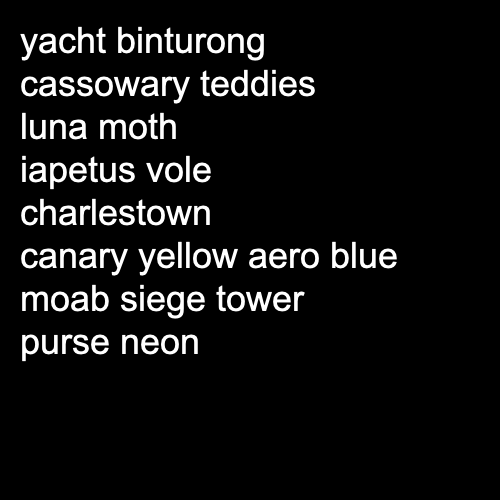 yacht binturong
cassowary teddies
luna moth
iapetus vole
charlestown
canary yellow aero blue
moab siege tower
purse neon